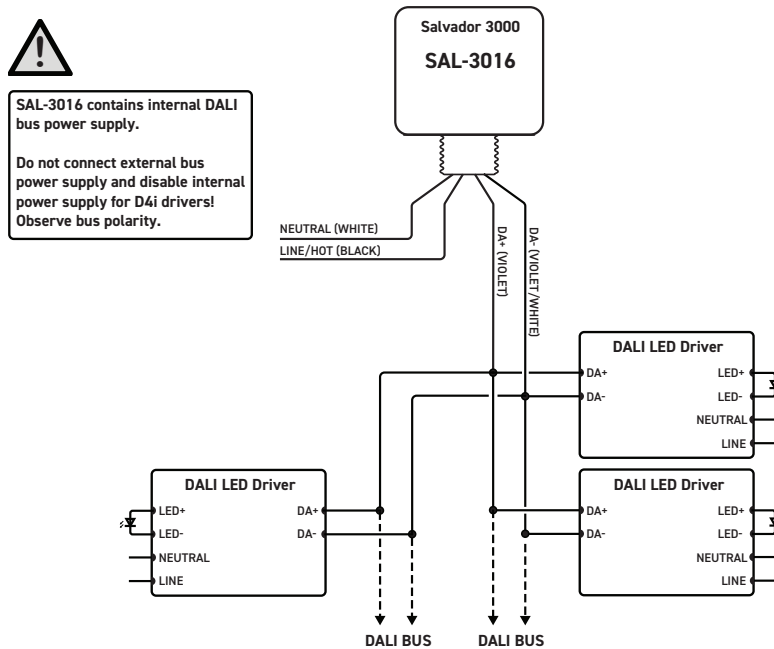 Salvador 3000
SAL-3016
SAL-3016 contains internal DALI
bus power supply.
Do not connect external bus
power supply and disable internal
power supply for D4i drivers!
Observe bus polarity.
NEUTRAL (WHITE)
LINE/HOT (BLACK)
DA+ (VIOLET)
DA- (VIOLET/WHITE)
DALI LED Driver
DA+
LED+
DA-
LED-
NEUTRAL
LINE
DALI LED Driver
LED+
DA+
LED-
DA-
NEUTRAL
LINE
DALI LED Driver
DA+
LED+
DA-
LED-
NEUTRAL
LINE
DALI BUS
DALI BUS